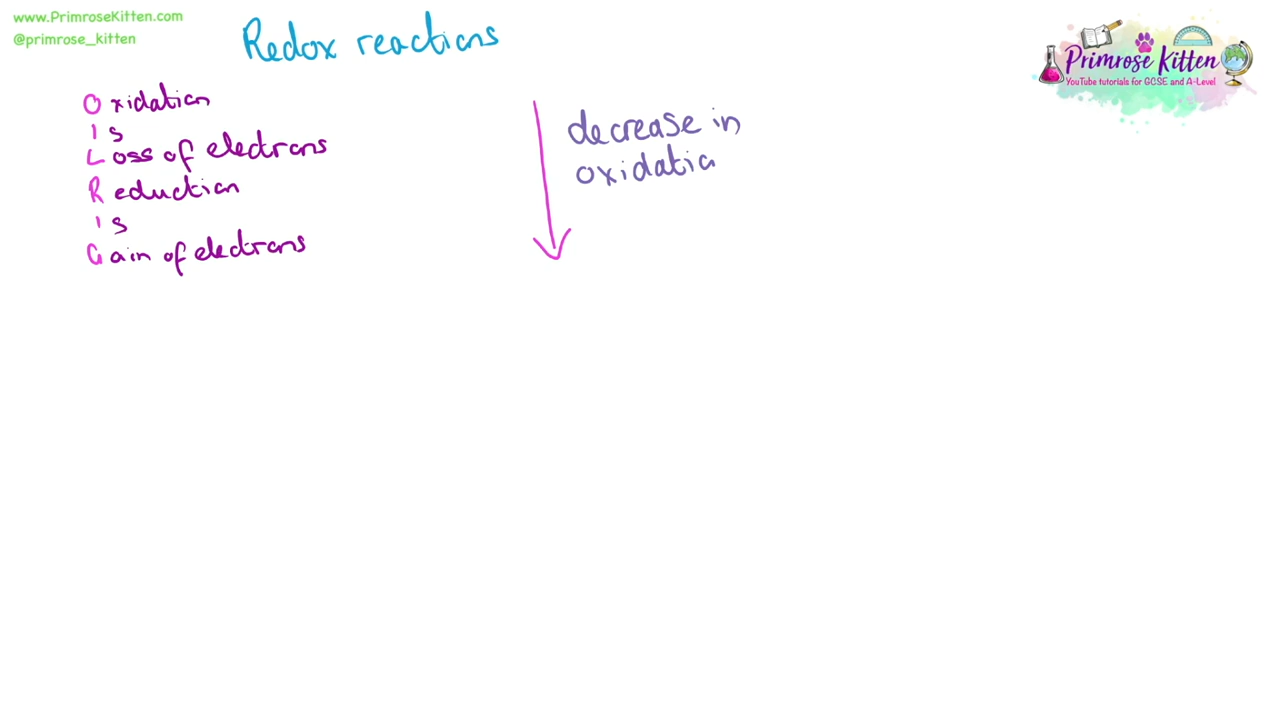 www.PrimroseKitten.com
@primrose_kitten
Redox reactions
Primrose Kitten
YouTube tutorials for GCSE and A-Level
Oxidation
Is
Loss of electrons
Reduction
Is
Gain of electrons
decrease in
oxidatio